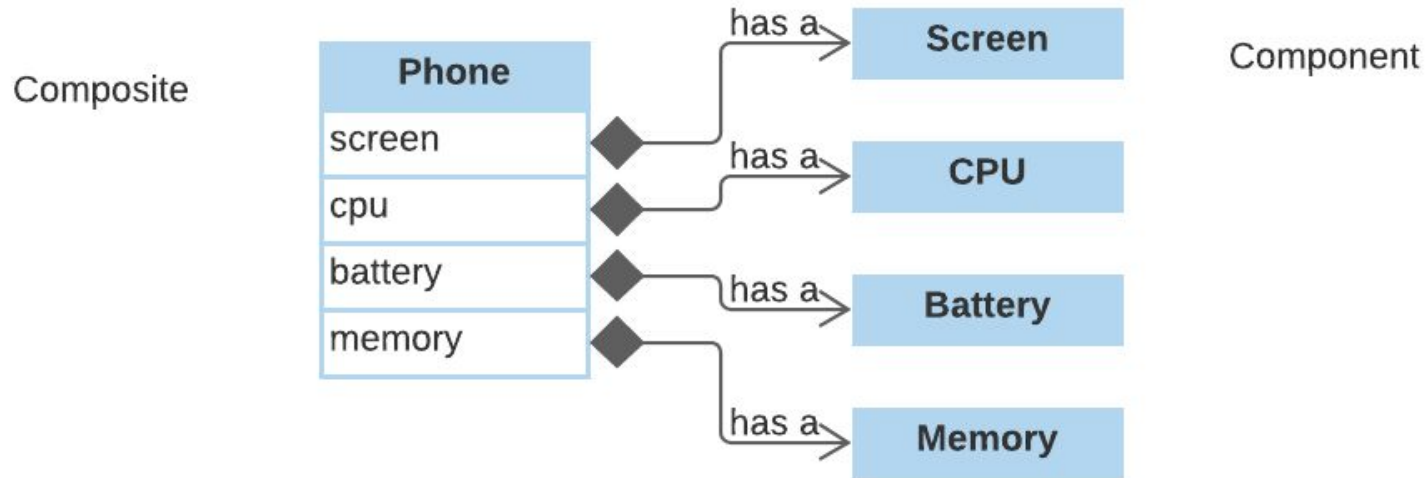 Composite
Phone
screen
cpu
battery
memory
has a
has a
has a
has a
Screen
CPU
Battery
Memory
Component